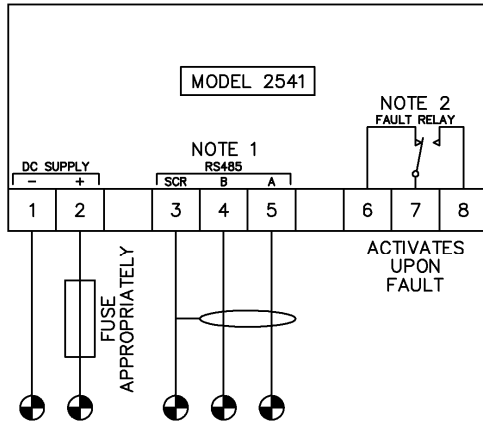 MODEL 2541
NOTE 2
FAULT RELAY
NOTE 1
RS485
DC SUPPLY
− +
SCR B A
1 2 3 4 5 6 7 8
ACTIVATES
UPON
FAULT
FUSE
APPROPRIATELY